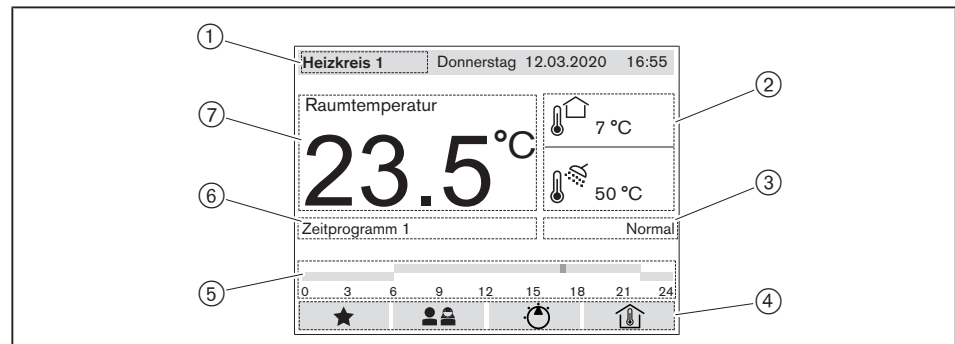 1
Heizkreis 1 Donnerstag 12.03.2020 16:55
2
7
Raumtemperatur
23.5 °C
7 °C
50 °C
3
6
Zeitprogramm 1 Normal
5
0 3 6 9 12 15 18 21 24
4